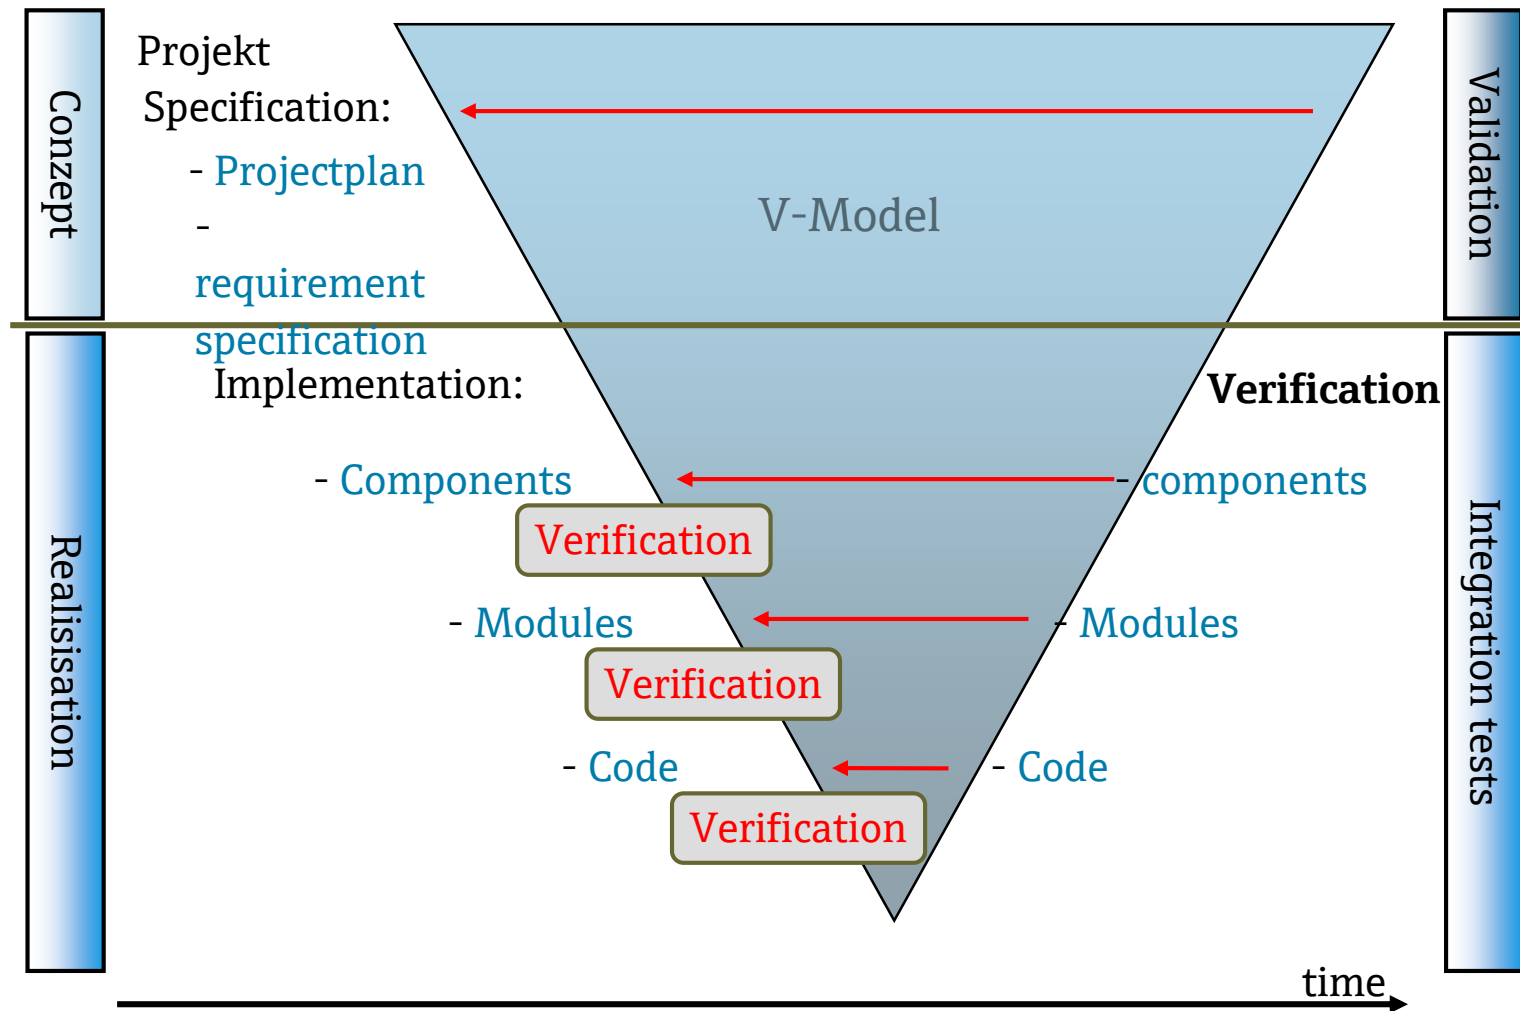 Conzept
Projekt
Specification:
- Projectplan
-
requirement
specification
V-Model
Validation
Realisisation
Implementation:
Verification
- Components
- components
Verification
- Modules
- Modules
Verification
- Code
- Code
Verification
Integration tests
time